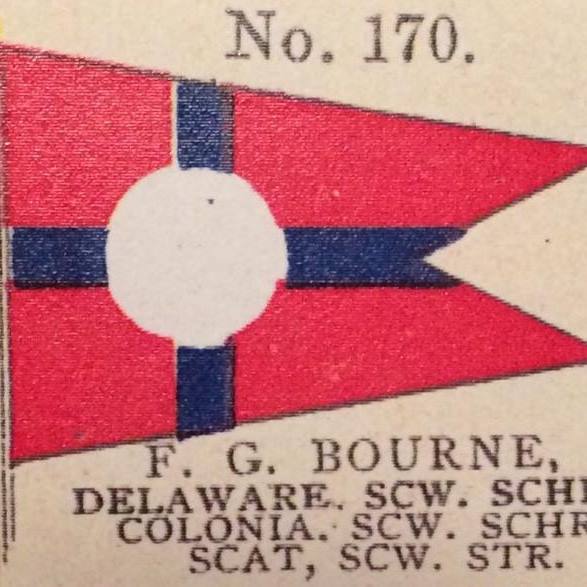 No. 170.
F. G. BOURNE,
DELAWARE. SCW. SCH
COLONIA. SCW. SCHR
SCAT, SCW. STR.